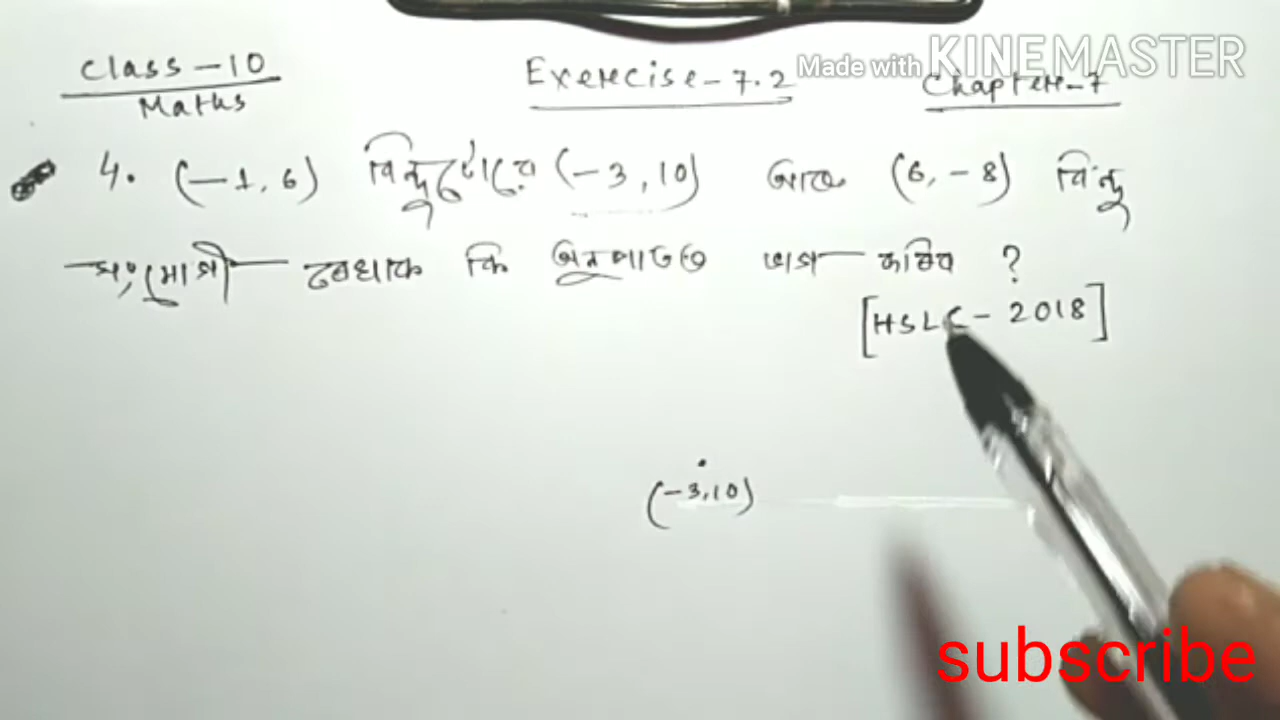 Class-10
Maths
Exercise-7.2
Made with KINEMASTER
Chapter-7
4. (-1, 6) বিন্দুটোৱে (-3, 10) আৰু (6, -8) বিন্দু
সংযোগী ৰেখাক কি অনুপাতত ভাগ কৰিব ?
[HSLC - 2018]
(-3,10)
subscribe